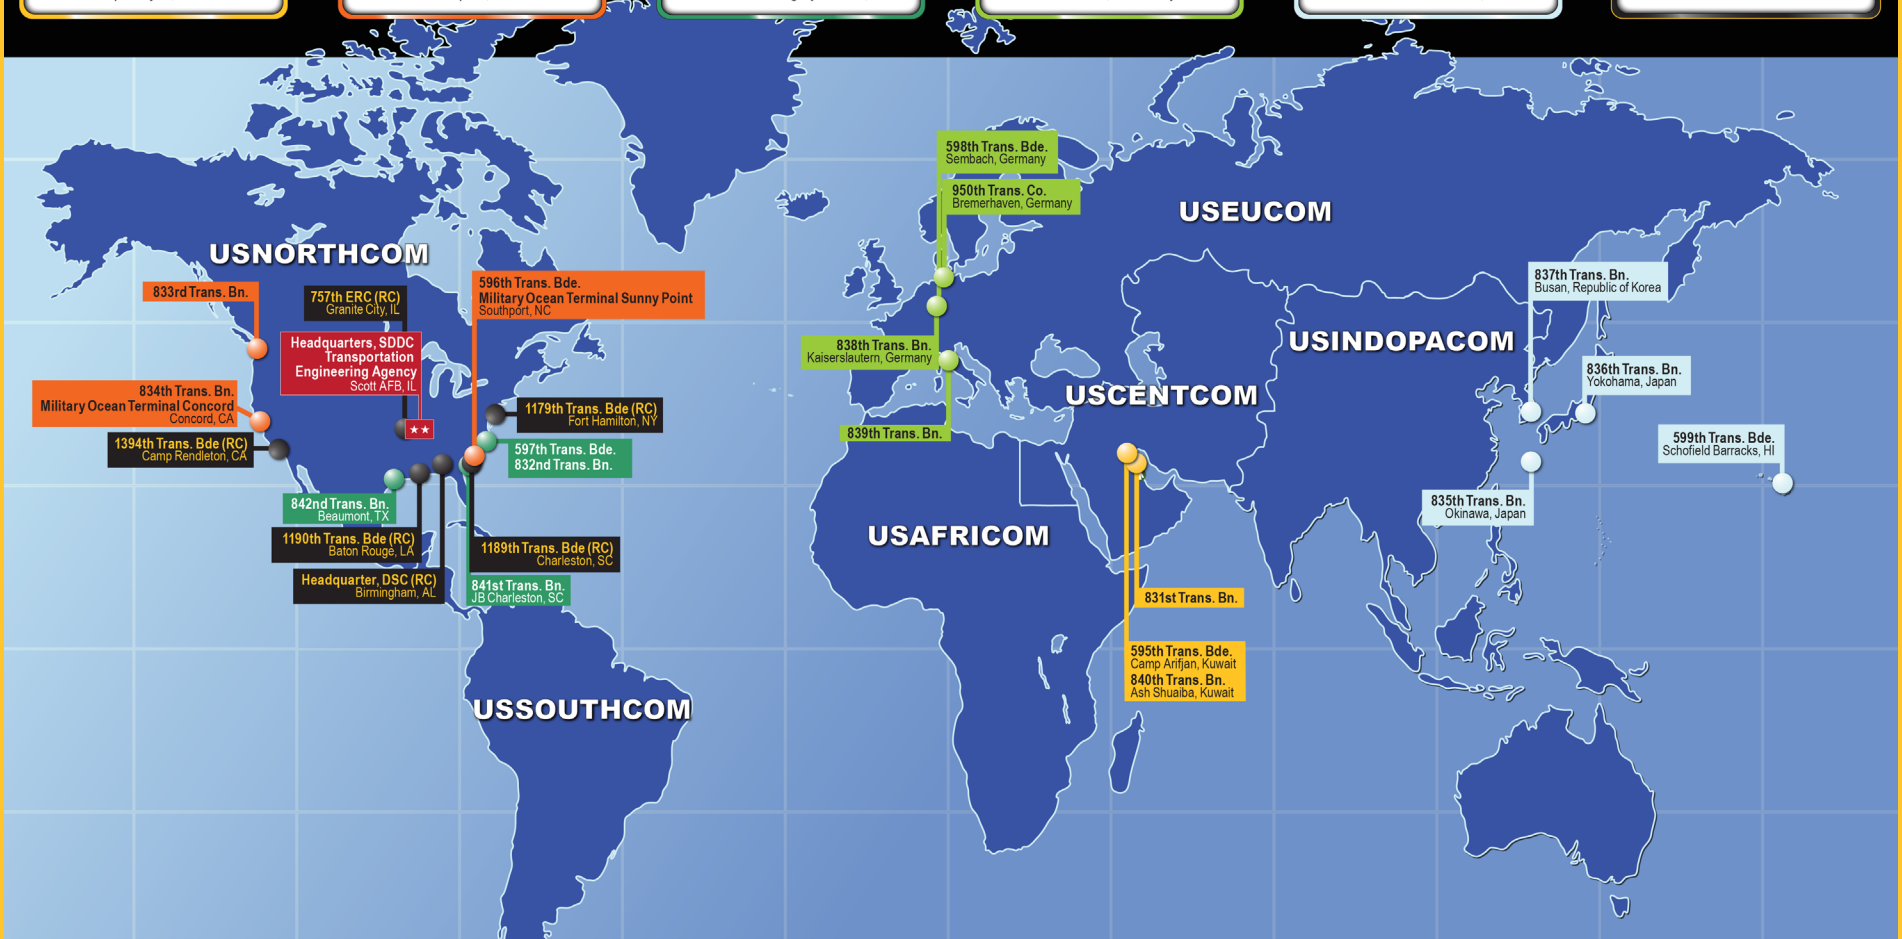 598th Trans. Bde.
Sembach, Germany
950th Trans. Co.
Bremerhaven, Germany
USEUCOM
USNORTHCOM
833rd Trans. Bn.
757th ERC (RC)
Granite City, IL
596th Trans. Bde.
Military Ocean Terminal Sunny Point
Southport, NC
837th Trans. Bn.
Busan, Republic of Korea
Headquarters, SDDC
Transportation
Engineering Agency
Scott AFB, IL
838th Trans. Bn.
Kaiserslautern, Germany
USINDOPACOM
836th Trans. Bn.
Yokohama, Japan
834th Trans. Bn.
Military Ocean Terminal Concord
Concord, CA
USCENTCOM
1179th Trans. Bde (RC)
Fort Hamilton, NY
839th Trans. Bn.
1394th Trans. Bde (RC)
Camp Rendleton, CA
597th Trans. Bde.
832nd Trans. Bn.
599th Trans. Bde.
Schofield Barracks, HI
842nd Trans. Bn.
Beaumont, TX
835th Trans. Bn.
Okinawa, Japan
USAFRICOM
1190th Trans. Bde (RC)
Baton Rouge, LA
1189th Trans. Bde (RC)
Charleston, SC
Headquarter, DSC (RC)
Birmingham, AL
841st Trans. Bn.
JB Charleston, SC
831st Trans. Bn.
595th Trans. Bde.
Camp Arifjan, Kuwait
840th Trans. Bn.
Ash Shuaiba, Kuwait
USSOUTHCOM